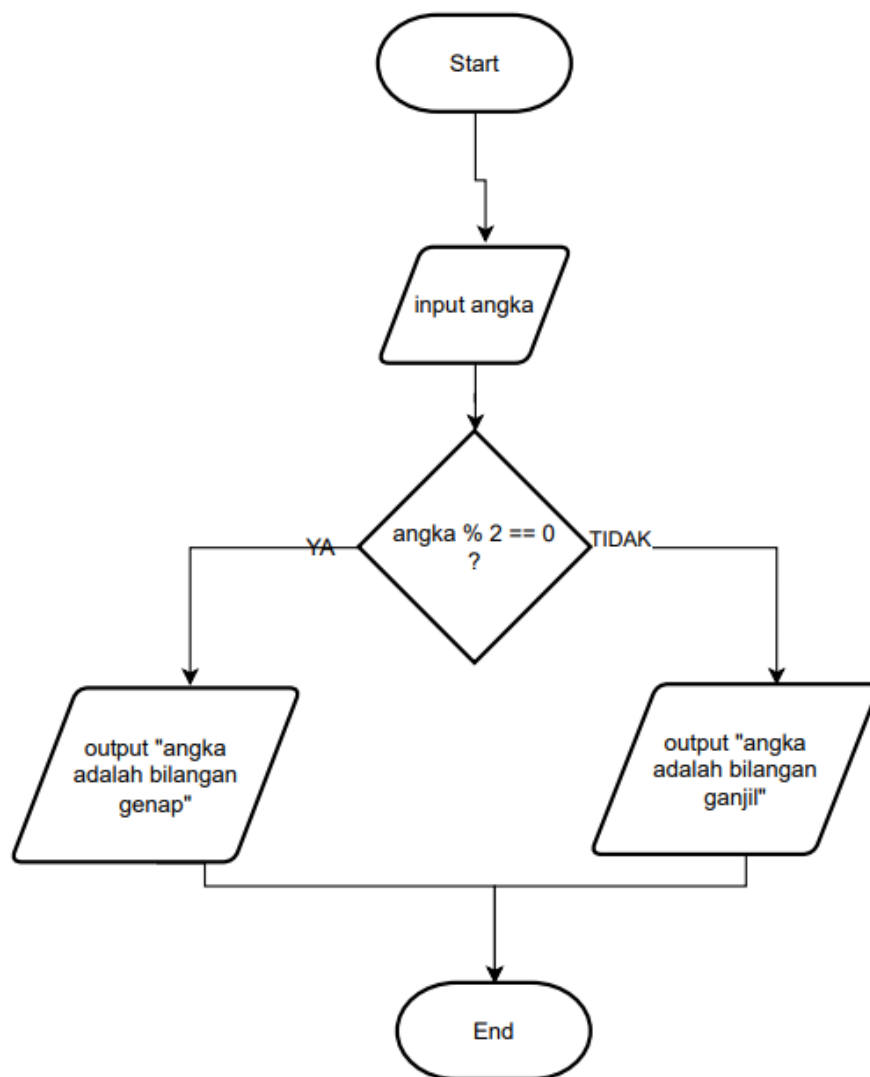 Start
input angka
angka % 2 == 0
?
YA
TIDAK
output "angka
adalah bilangan
genap"
output "angka
adalah bilangan
ganjil"
End